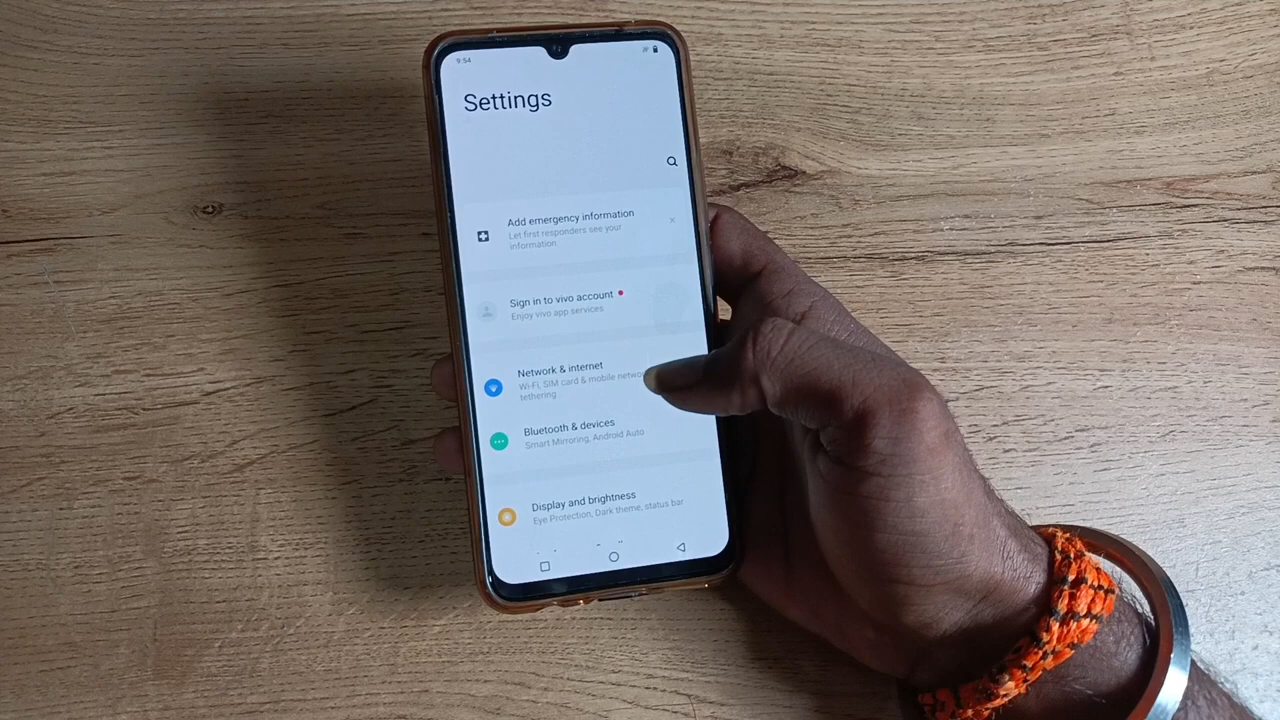 9:54
Settings
Add emergency information
Let first responders see your
information
Sign in to vivo account
Enjoy vivo app services
Network & internet
Wi-Fi, SIM card & mobile
tethering
Bluetooth & devices
Smart Mirroring, Android Auto
Display and brightness
Eye Protection, Dark theme, status bar